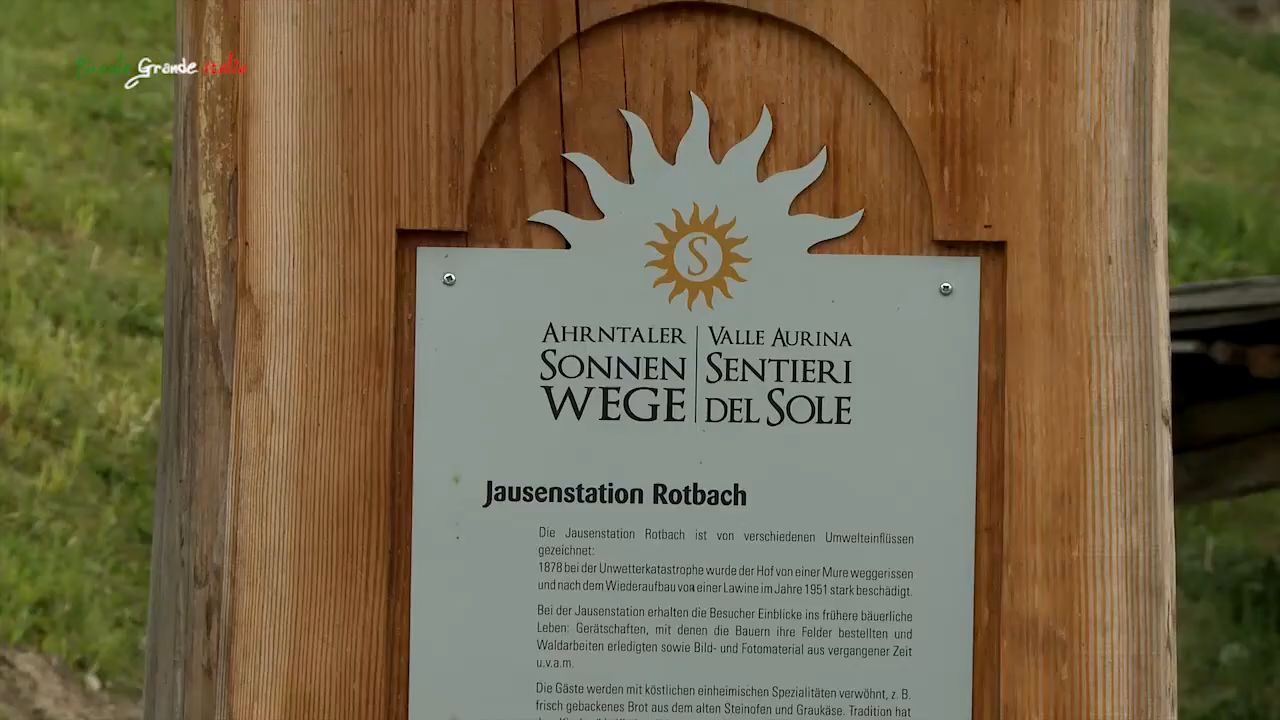 Piccola Grande Italia
S
AHRNTALER
SONNEN
WEGE
VALLE AURINA
SENTIERI
DEL SOLE
Jausenstation Rotbach
Die Jausenstation Rotbach ist von verschiedenen Umwelteinflüssen
gezeichnet:
1878 bei der Unwetterkatastrophe wurde der Hof von einer Mure weggerissen
und nach dem Wiederaufbau von einer Lawine im Jahre 1951 stark beschädigt.
Bei der Jausenstation erhalten die Besucher Einblicke ins frühere bäuerliche
Leben: Gerätschaften, mit denen die Bauern ihre Felder bestellten und
Waldarbeiten erledigten sowie Bild- und Fotomaterial aus vergangener Zeit
u.v.a.m.
Die Gäste werden mit köstlichen einheimischen Spezialitäten verwöhnt, z. B.
frisch gebackenes Brot aus dem alten Steinofen und Graukäse. Tradition hat